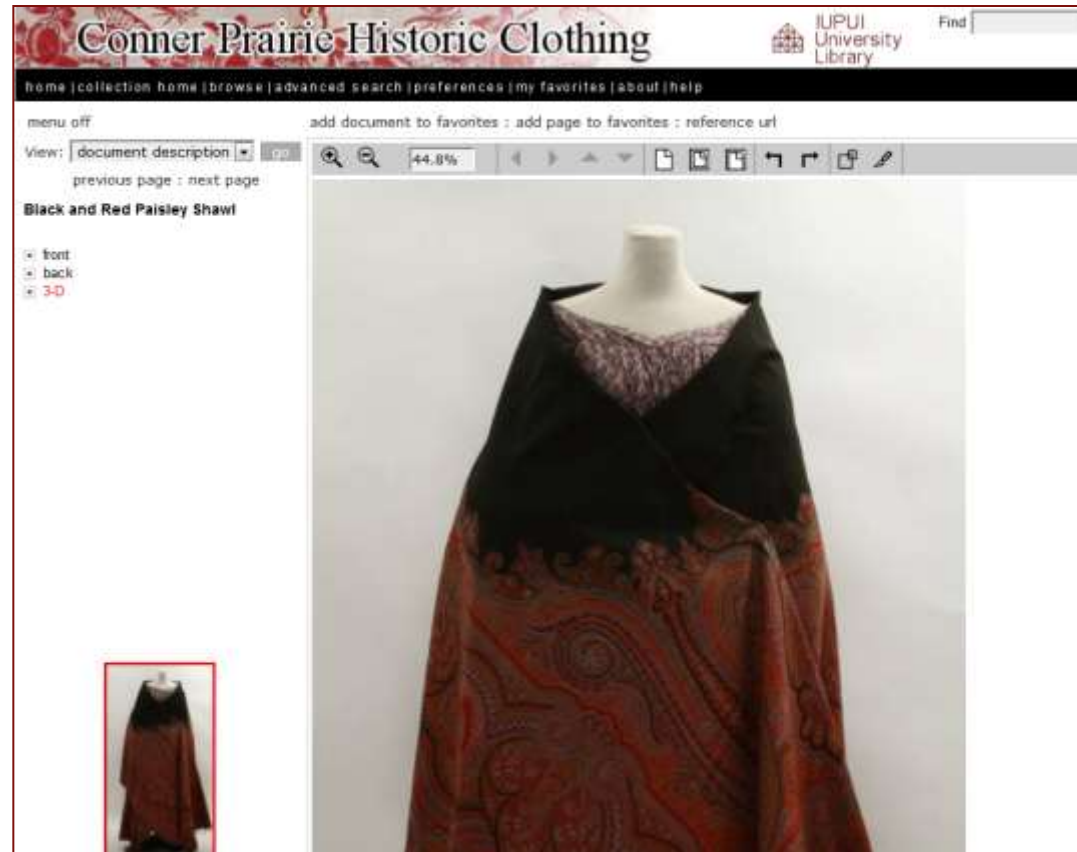 Conner Prairie Historic Clothing
IUPUI
University
Library
Find
home | collection home | browse | advanced search | preferences | my favorites | about | help
menu off
add document to favorites : add page to favorites : reference url
View: document description go
44.8%
previous page : next page
Black and Red Paisley Shawl
front
back
3-D